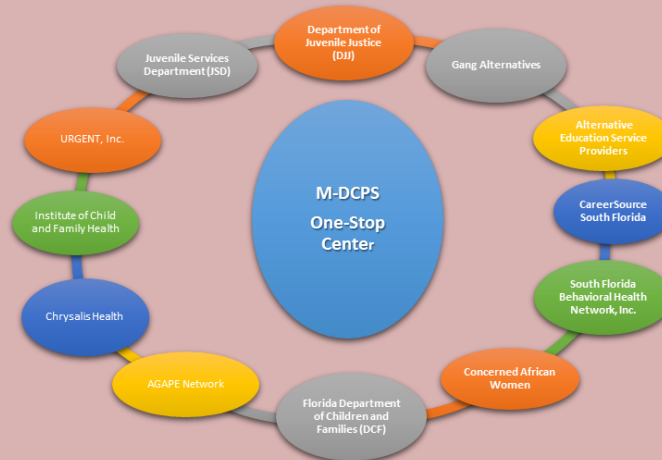 Department of
Juvenile Justice
(DJJ)
Gang Alternatives
Alternative
Education Service
Providers
CareerSource
South Florida
South Florida
Behavioral Health
Network, Inc.
Concerned African
Women
Florida Department
of Children and
Families (DCF)
AGAPE Network
Chrysalis Health
Institute of Child
and Family Health
URGENT, Inc.
Juvenile Services
Department (JSD)
M-DCPS
One-Stop
Center